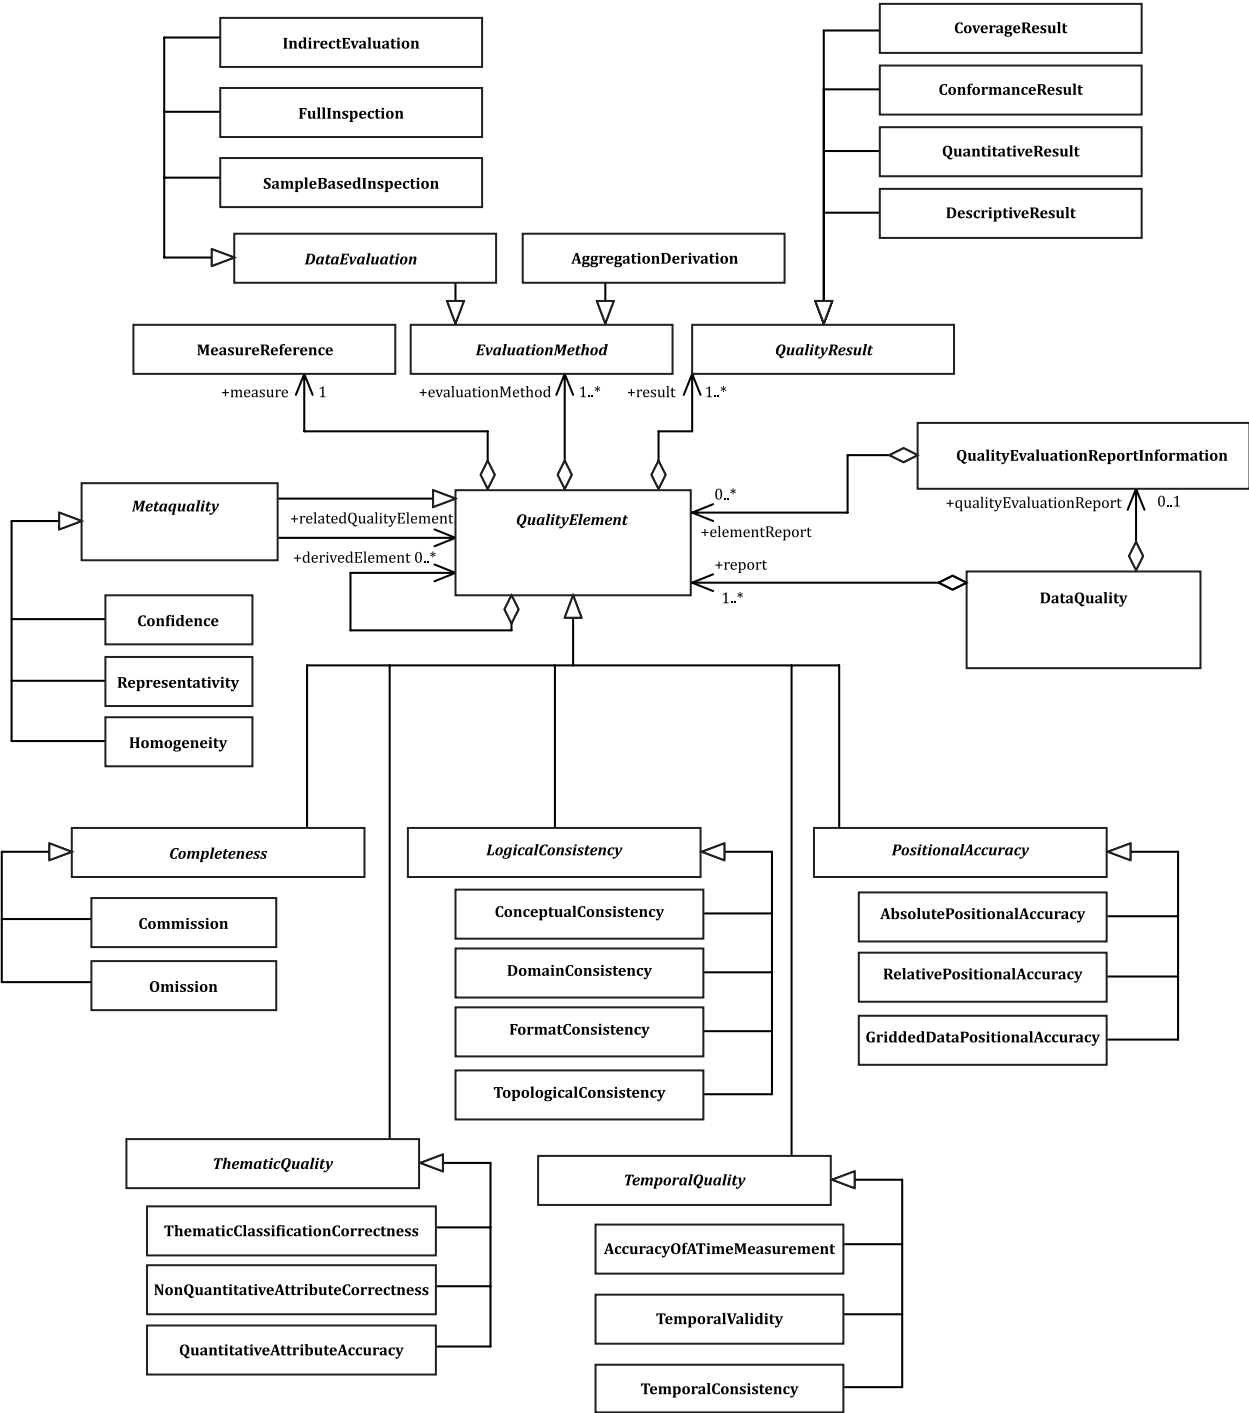 IndirectEvaluation
CoverageResult
FullInspection
ConformanceResult
SampleBasedInspection
QuantitativeResult
DescriptiveResult
DataEvaluation
AggregationDerivation
MeasureReference
EvaluationMethod
QualityResult
+measure 1
+evaluationMethod 1..*
+result 1..*
QualityEvaluationReportInformation
+qualityEvaluationReport 0..1
Metaquality
QualityElement
0..*
+elementReport
+relatedQualityElement
+derivedElement 0..*
+report
1..*
DataQuality
Confidence
Representativity
Homogeneity
Completeness
LogicalConsistency
PositionalAccuracy
Commission
Omission
ConceptualConsistency
DomainConsistency
FormatConsistency
TopologicalConsistency
AbsolutePositionalAccuracy
RelativePositionalAccuracy
GriddedDataPositionalAccuracy
ThematicQuality
TemporalQuality
ThematicClassificationCorrectness
NonQuantitativeAttributeCorrectness
QuantitativeAttributeAccuracy
AccuracyOfATimeMeasurement
TemporalValidity
TemporalConsistency